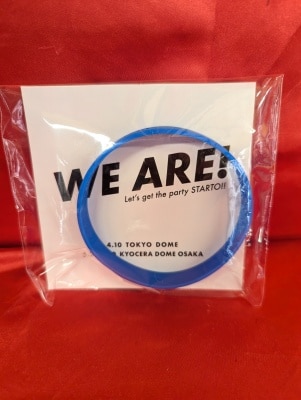 WE ARE!
Let's get the party STARTO!!
4.10 TOKYO DOME
KYOCERA DOME OSAKA